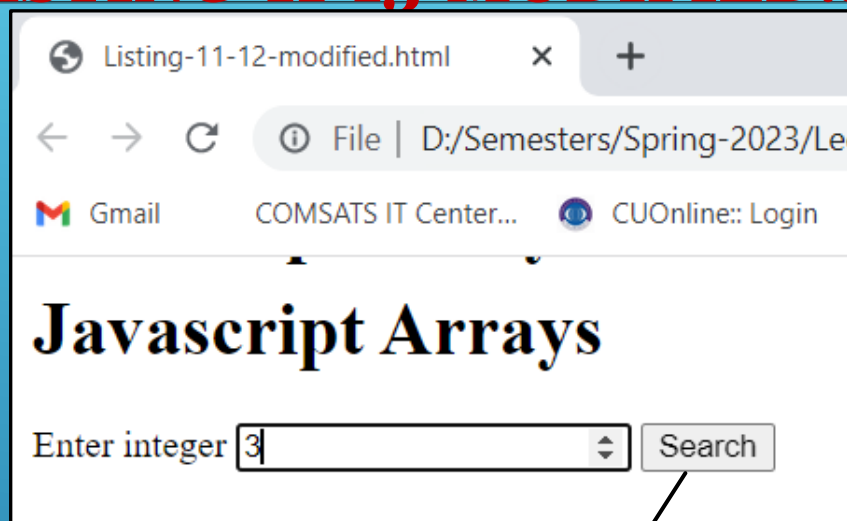 Listing-11-12-modified.html
File | D:/Semesters/Spring-2023/Le
Gmail COMSATS IT Center... CUOnline:: Login
Javascript Arrays
Enter integer 3 Search